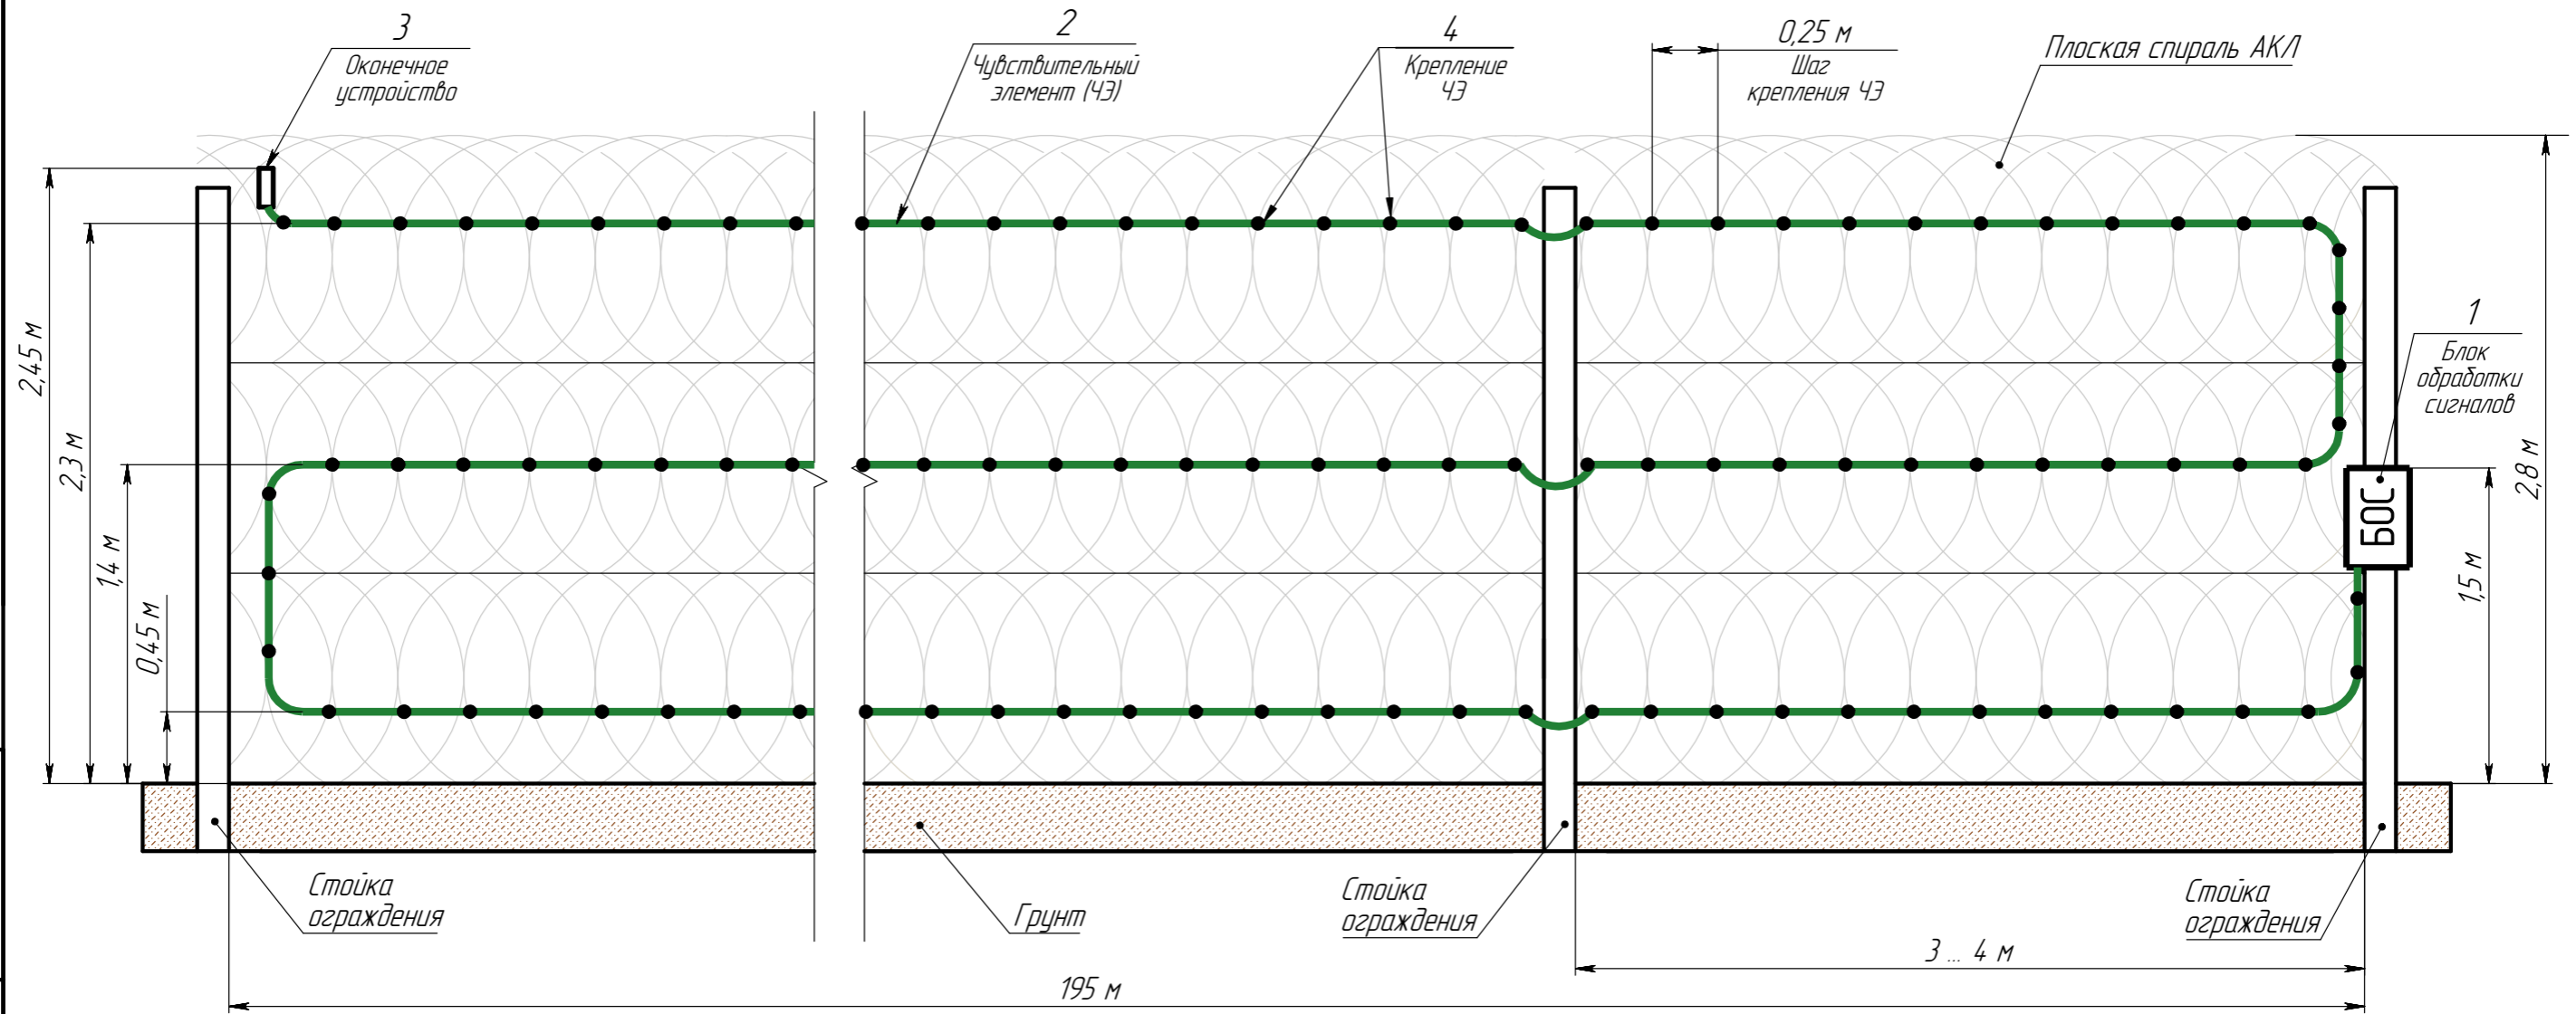 3
Оконечное
устройство
2
Чувствительный
элемент (ЧЭ)
4
Крепление
ЧЭ
0,25 м
Шаг
крепления ЧЭ
Плоская спираль АКЛ
2,45 м
2,3 м
1,4 м
0,45 м
1
Блок
обработки
сигналов
БОС
1,5 м
2,8 м
Стойка
ограждения
Грунт
Стойка
ограждения
Стойка
ограждения
3 ... 4 м
195 м